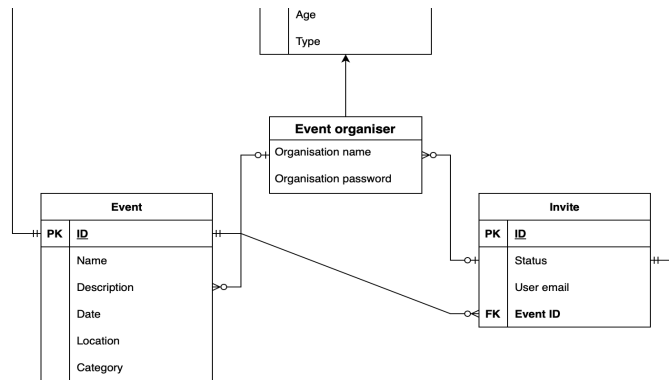 Age
Type
Event organiser
Organisation name
Organisation password
Event
PK ID
Name
Description
Date
Location
Category
Invite
PK ID
Status
User email
FK Event ID